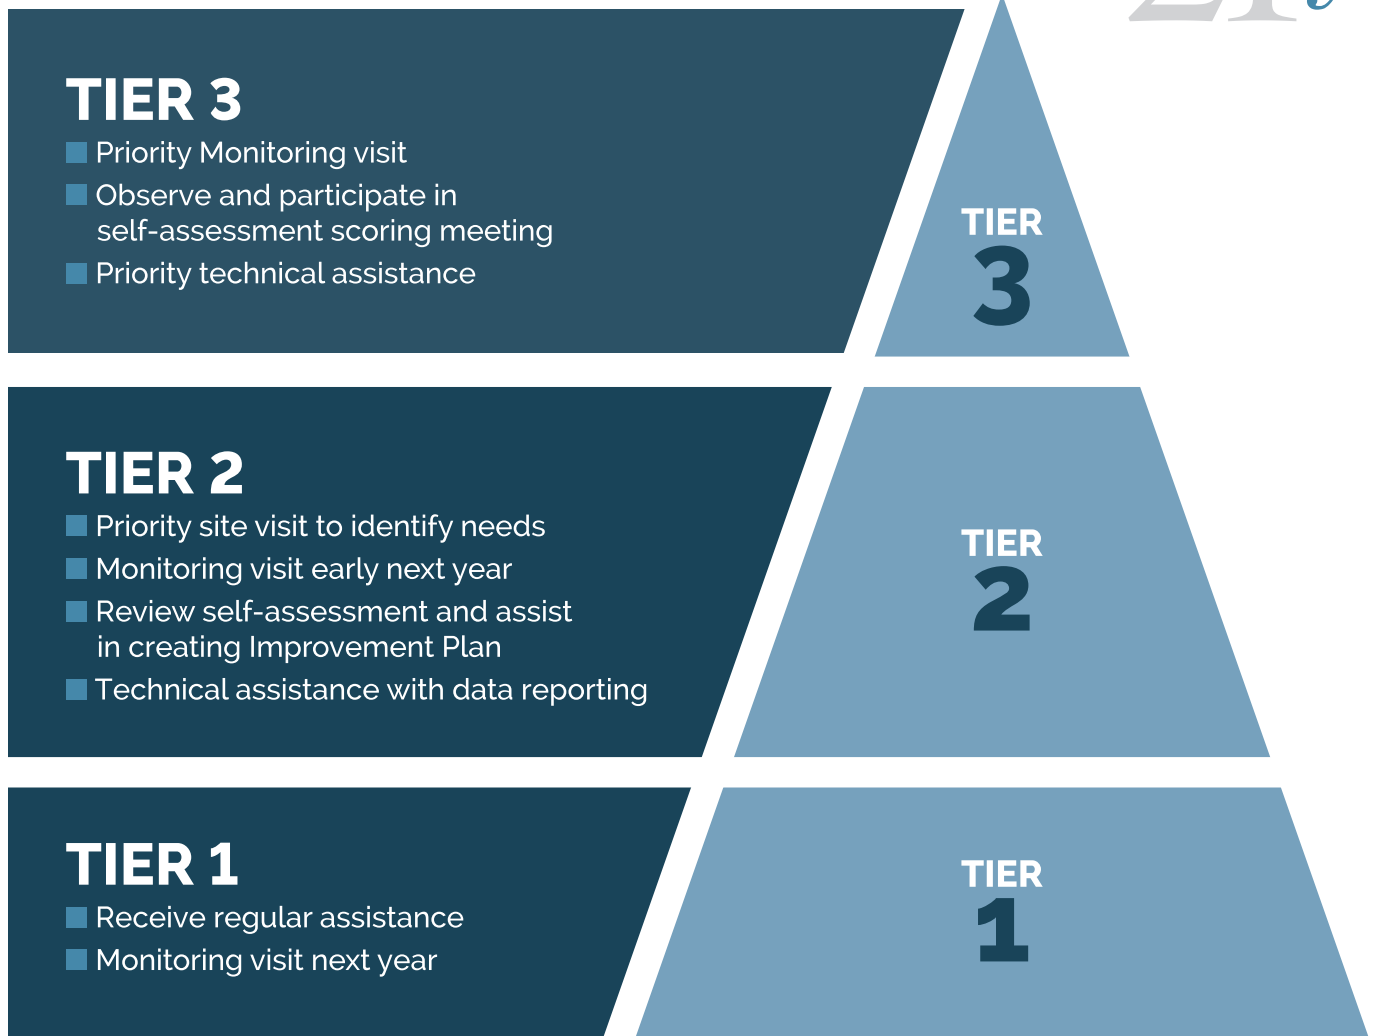 TIER 3
Priority Monitoring visit
Observe and participate in
self-assessment scoring meeting
Priority technical assistance
TIER
3
TIER 2
Priority site visit to identify needs
Monitoring visit early next year
Review self-assessment and assist
in creating Improvement Plan
Technical assistance with data reporting
TIER
2
TIER 1
Receive regular assistance
Monitoring visit next year
TIER
1